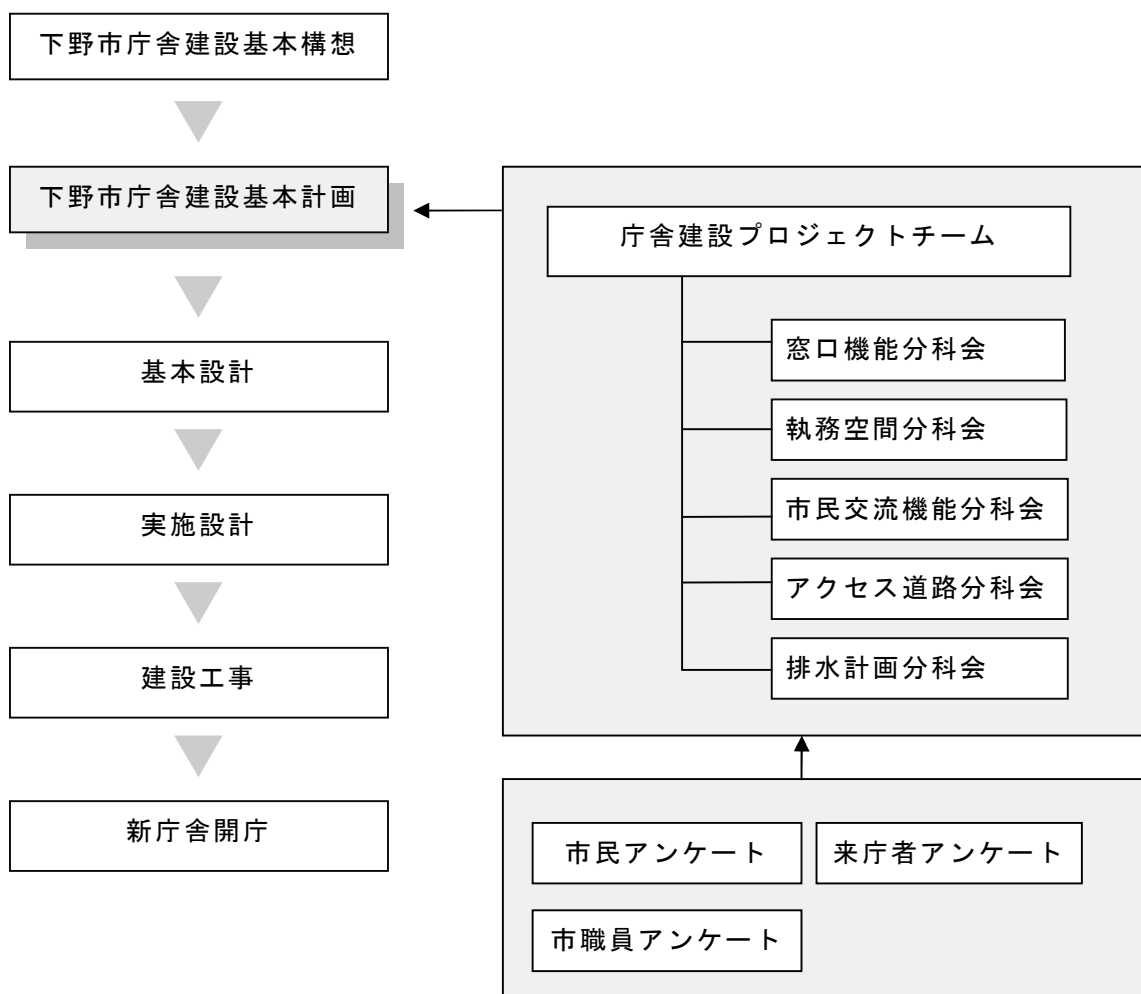 下野市庁舎建設基本構想
下野市庁舎建設基本計画
基本設計
実施設計
建設工事
新庁舎開庁
庁舎建設プロジェクトチーム
窓口機能分科会
執務空間分科会
市民交流機能分科会
アクセス道路分科会
排水計画分科会
市民アンケート
来庁者アンケート
市職員アンケート